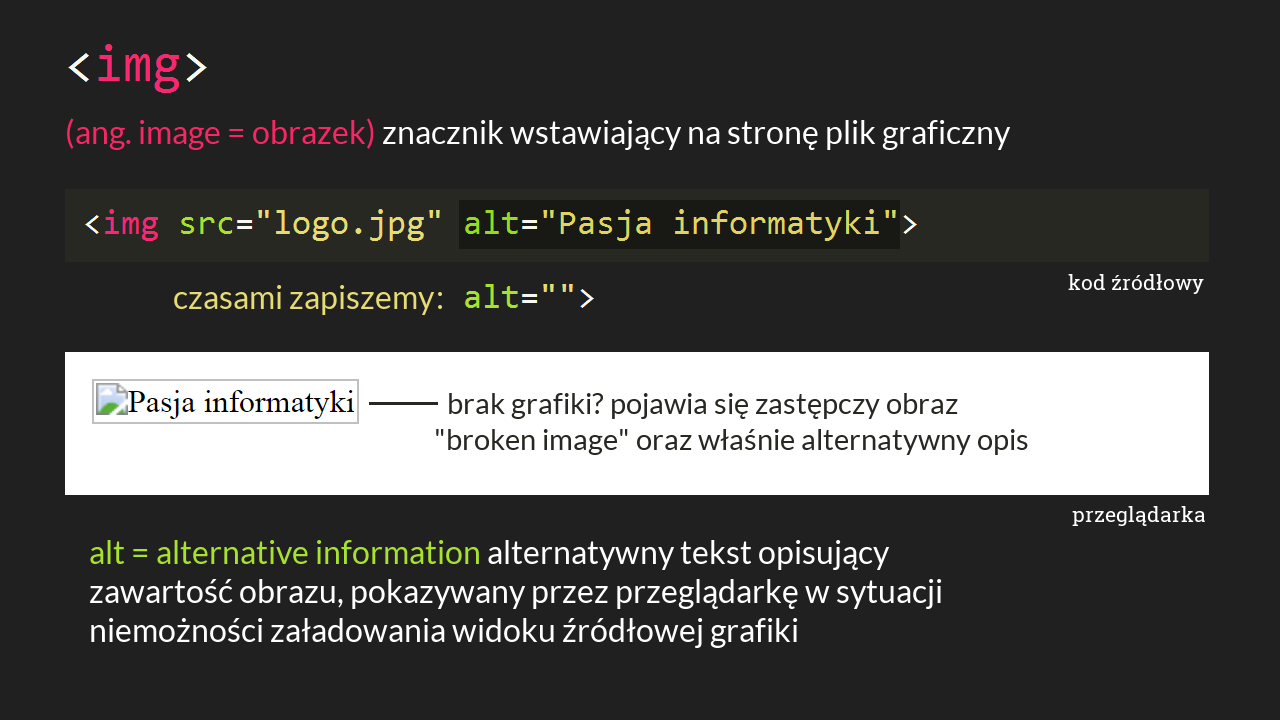 <img>
(ang. image = obrazek) znacznik wstawiający na stronę plik graficzny
<img src="logo.jpg" alt="Pasja informatyki">
kod źródłowy
czasami zapiszemy: alt="">
Pasja informatyki
brak grafiki? pojawia się zastępczy obraz
"broken image" oraz właśnie alternatywny opis
przeglądarka
alt = alternative information alternatywny tekst opisujący
zawartość obrazu, pokazywany przez przeglądarkę w sytuacji
niemożności załadowania widoku źródłowej grafiki